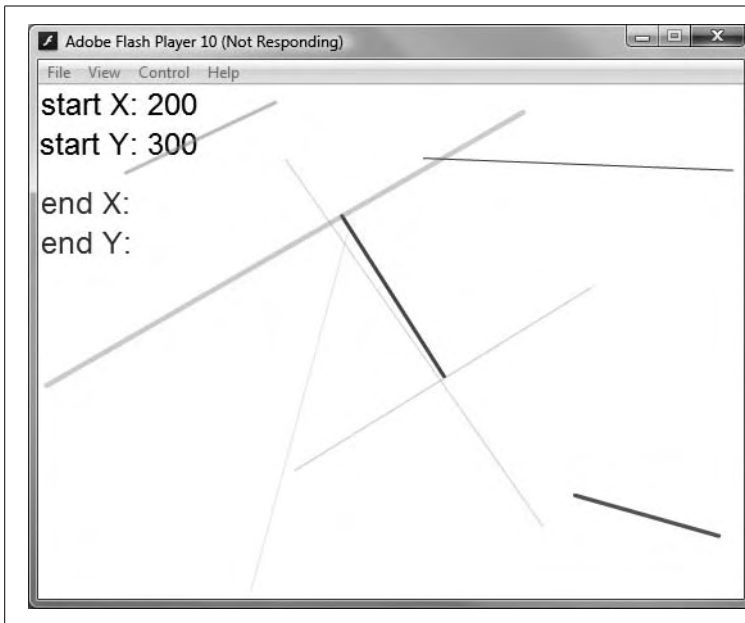 Adobe Flash Player 10 (Not Responding)
File View Control Help
start X: 200
start Y: 300
end X:
end Y: